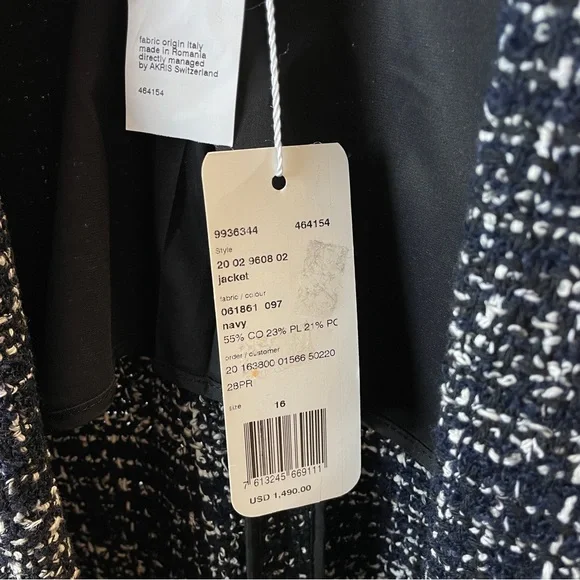 fabric origin Italy
made in Romania
directly managed
by AKRIS Switzerland
464154
9936344 464154
Style
20 02 9608 02
jacket
fabric / colour
061861 097
navy
55% CO 23% PL 21% PC
order / customer
20 163800 01566 50220
28PR
size 16
7 613245 669111
USD 1,490.00